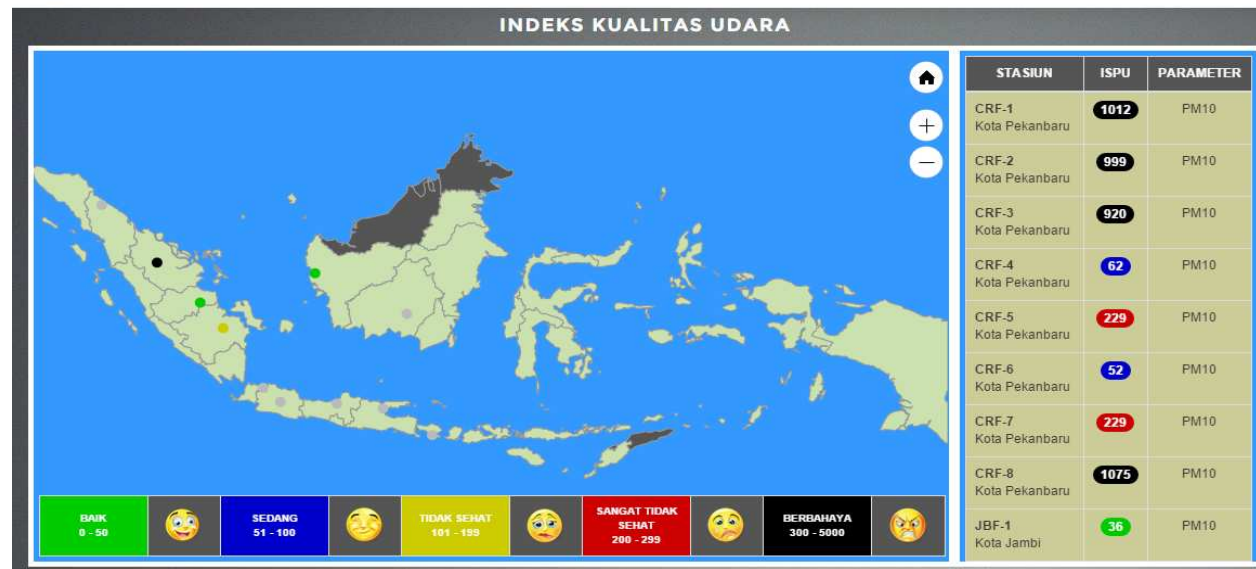 INDEKS KUALITAS UDARA
STASIUN ISPU PARAMETER
CRF-1 1012 PM10
Kota Pekanbaru
CRF-2 999 PM10
Kota Pekanbaru
CRF-3 920 PM10
Kota Pekanbaru
CRF-4 62 PM10
Kota Pekanbaru
CRF-5 229 PM10
Kota Pekanbaru
CRF-6 52 PM10
Kota Pekanbaru
CRF-7 229 PM10
Kota Pekanbaru
CRF-8 1075 PM10
Kota Pekanbaru
JBF-1 36 PM10
Kota Jambi
BAIK
0 - 50
SEDANG
51 - 100
TIDAK SEHAT
101 - 199
SANGAT TIDAK
SEHAT
200 - 299
BERBAHAYA
300 - 5000